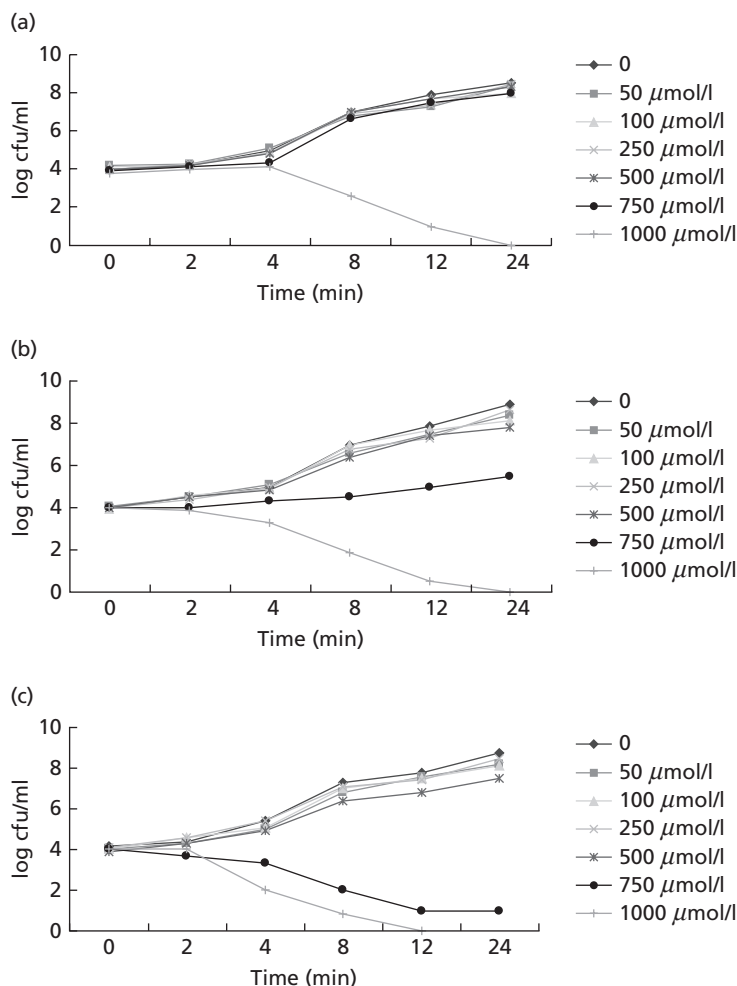 (a)
10
8
6
4
2
0
log cfu/ml
0 2 4 8 12 24
Time (min)
0
50 μmol/l
100 μmol/l
250 μmol/l
500 μmol/l
750 μmol/l
1000 μmol/l
(b)
10
8
6
4
2
0
log cfu/ml
0 2 4 8 12 24
Time (min)
0
50 μmol/l
100 μmol/l
250 μmol/l
500 μmol/l
750 μmol/l
1000 μmol/l
(c)
10
8
6
4
2
0
log cfu/ml
0 2 4 8 12 24
Time (min)
0
50 μmol/l
100 μmol/l
250 μmol/l
500 μmol/l
750 μmol/l
1000 μmol/l